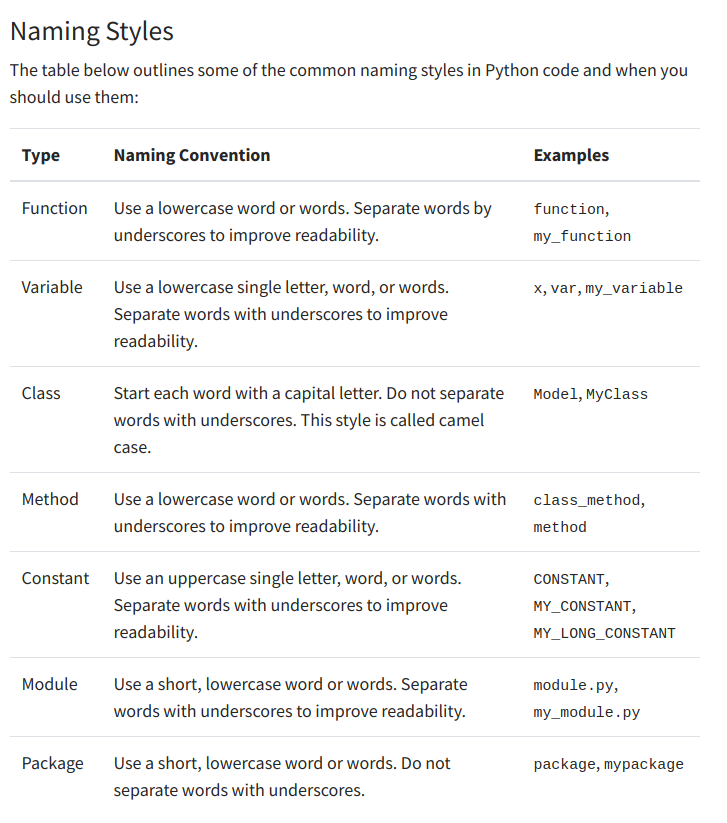 Naming Styles
The table below outlines some of the common naming styles in Python code and when you
should use them:
Type Naming Convention Examples
Function Use a lowercase word or words. Separate words by function,
underscores to improve readability. my_function
Variable Use a lowercase single letter, word, or words. x, var, my_variable
Separate words with underscores to improve
readability.
Class Start each word with a capital letter. Do not separate Model, MyClass
words with underscores. This style is called camel
case.
Method Use a lowercase word or words. Separate words with class_method,
underscores to improve readability. method
Constant Use an uppercase single letter, word, or words. CONSTANT,
Separate words with underscores to improve MY_CONSTANT,
readability. MY_LONG_CONSTANT
Module Use a short, lowercase word or words. Separate module.py,
words with underscores to improve readability. my_module.py
Package Use a short, lowercase word or words. Do not package, mypackage
separate words with underscores.